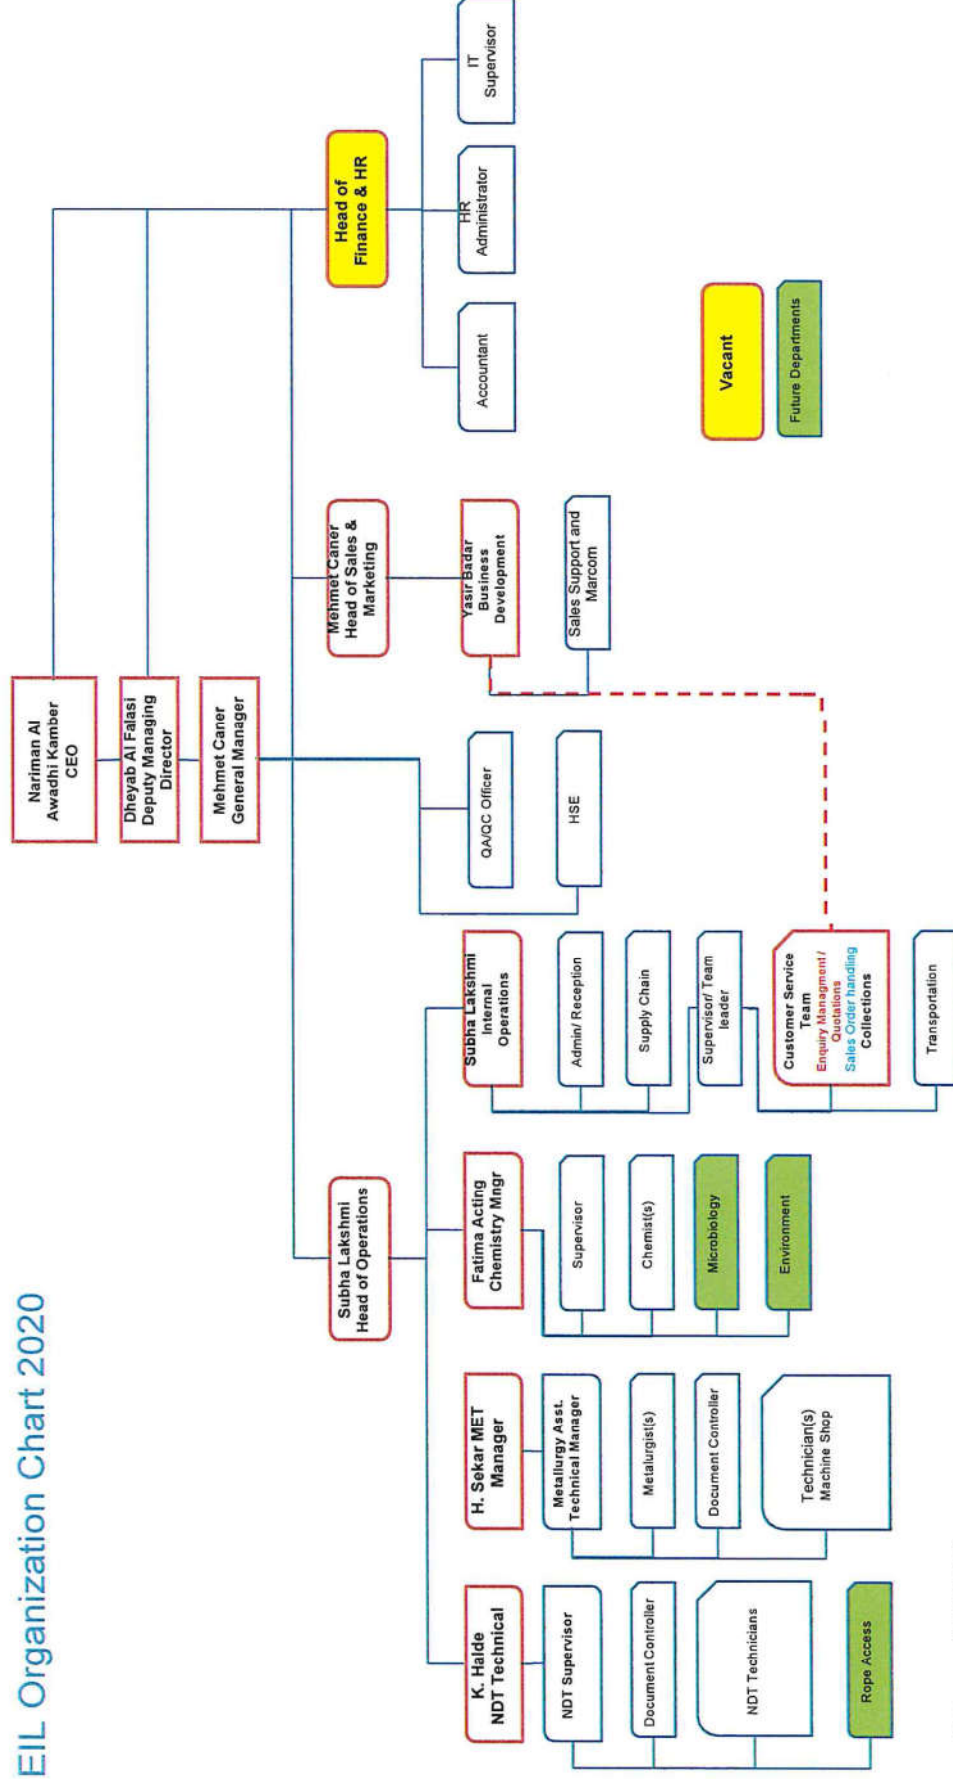 EIL Organization Chart 2020
Nariman Al
Awadhi Kamber
CEO
Dheyab Al Falasi
Deputy Managing
Director
Mehmet Caner
General Manager
Subha Lakshmi
Head of Operations
Mehmet Caner
Head of Sales &
Marketing
Head of
Finance & HR
K. Halde
NDT Technical
NDT Supervisor
Document Controller
NDT Technicians
Rope Access
H. Sekar MET
Manager
Metallurgy Asst.
Technical Manager
Metalurgist(s)
Document Controller
Technician(s)
Machine Shop
Fatima Acting
Chemistry Mngr
Supervisor
Chemist(s)
Microbiology
Environment
Subha Lakshmi
Internal
Operations
Admin/ Reception
Supply Chain
Supervisor/ Team
leader
Customer Service
Team
Enquiry Managment /
Quotations
Sales Order handling
Collections
Transportation
QA/QC Officer
HSE
Yasir Badar
Business
Development
Sales Support and
Marcom
Accountant
HR
Administrator
IT
Supervisor
Vacant
Future Departments